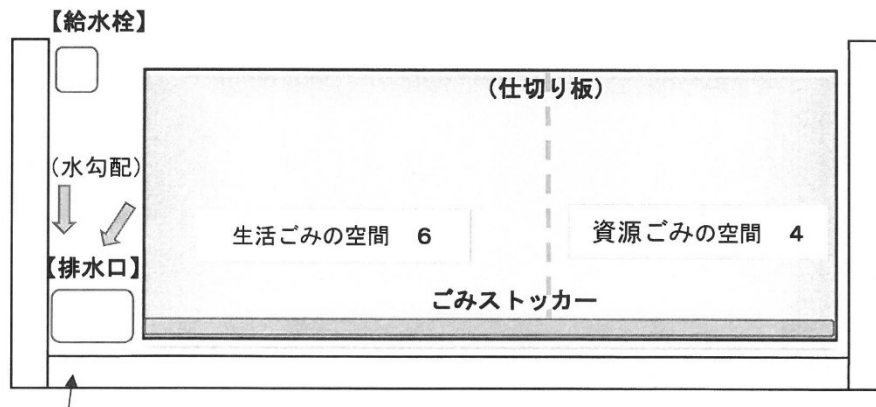 【給水栓】
(仕切り板)
(水勾配)
生活ごみの空間 6
資源ごみの空間 4
【排水口】
ごみストッカー